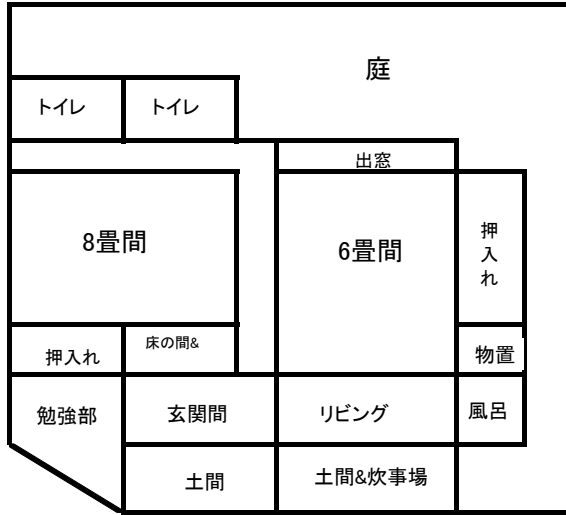 庭
トイレ
トイレ
出窓
8畳間
6畳間
押入れ
押入れ
床の間&
物置
勉強部
玄関間
リビング
風呂
土間
土間&炊事場